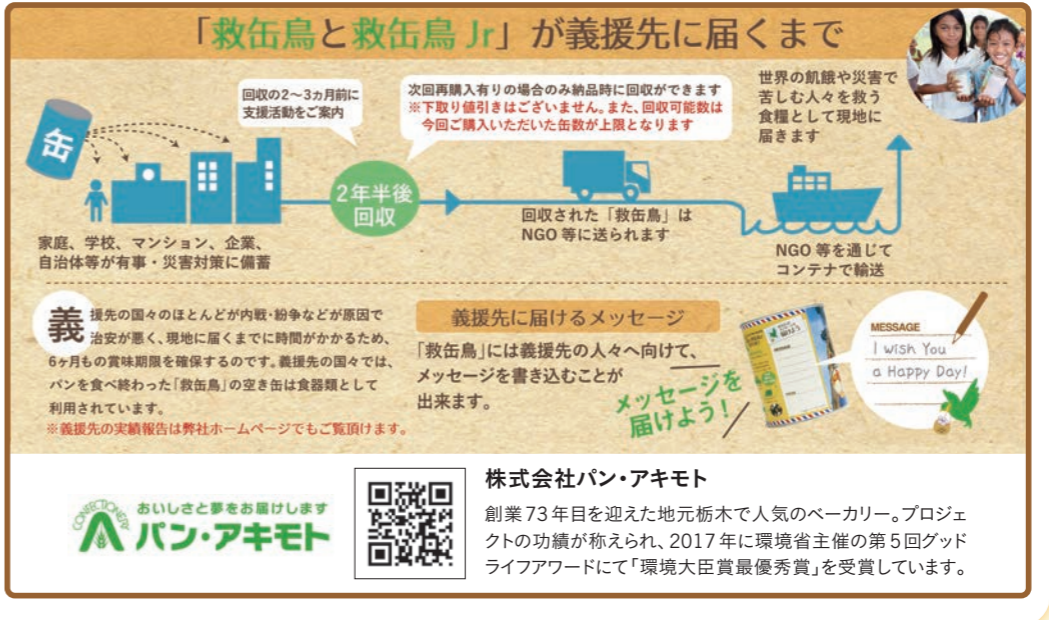 「救缶鳥と救缶鳥 Jr」が義援先に届くまで
缶
回収の2〜3ヵ月前に
支援活動をご案内
次回再購入有りの場合のみ納品時に回収ができます
※下取り値引きはございません。また、回収可能数は
今回ご購入いただいた缶数が上限となります
世界の飢餓や災害で
苦しむ人々を救う
食糧として現地に
届きます
2年半後
回収
家庭、学校、マンション、企業、
自治体等が有事・災害対策に備蓄
回収された「救缶鳥」は
NGO 等に送られます
NGO 等を通じて
コンテナで輸送
義援先の国々のほとんどが内戦・紛争などが原因で
治安が悪く、現地に届くまでに時間がかかるため、
6ヶ月もの賞味期限を確保するのです。義援先の国々では、
パンを食べ終わった「救缶鳥」の空き缶は食器類として
利用されています。
※義援先の実績報告は弊社ホームページでもご覧頂けます。
義援先に届けるメッセージ
「救缶鳥」には義援先の人々へ向けて、
メッセージを書き込むことが
出来ます。
メッセージを
届けよう!
MESSAGE
I wish You
a Happy Day!
CONFECTIONERY
おいしさと夢をお届けします
パン・アキモト
株式会社パン・アキモト
創業73年目を迎えた地元栃木で人気のベーカリー。プロジェ
クトの功績が称えられ、2017年に環境省主催の第5回グッド
ライフアワードにて「環境大臣賞最優秀賞」を受賞しています。